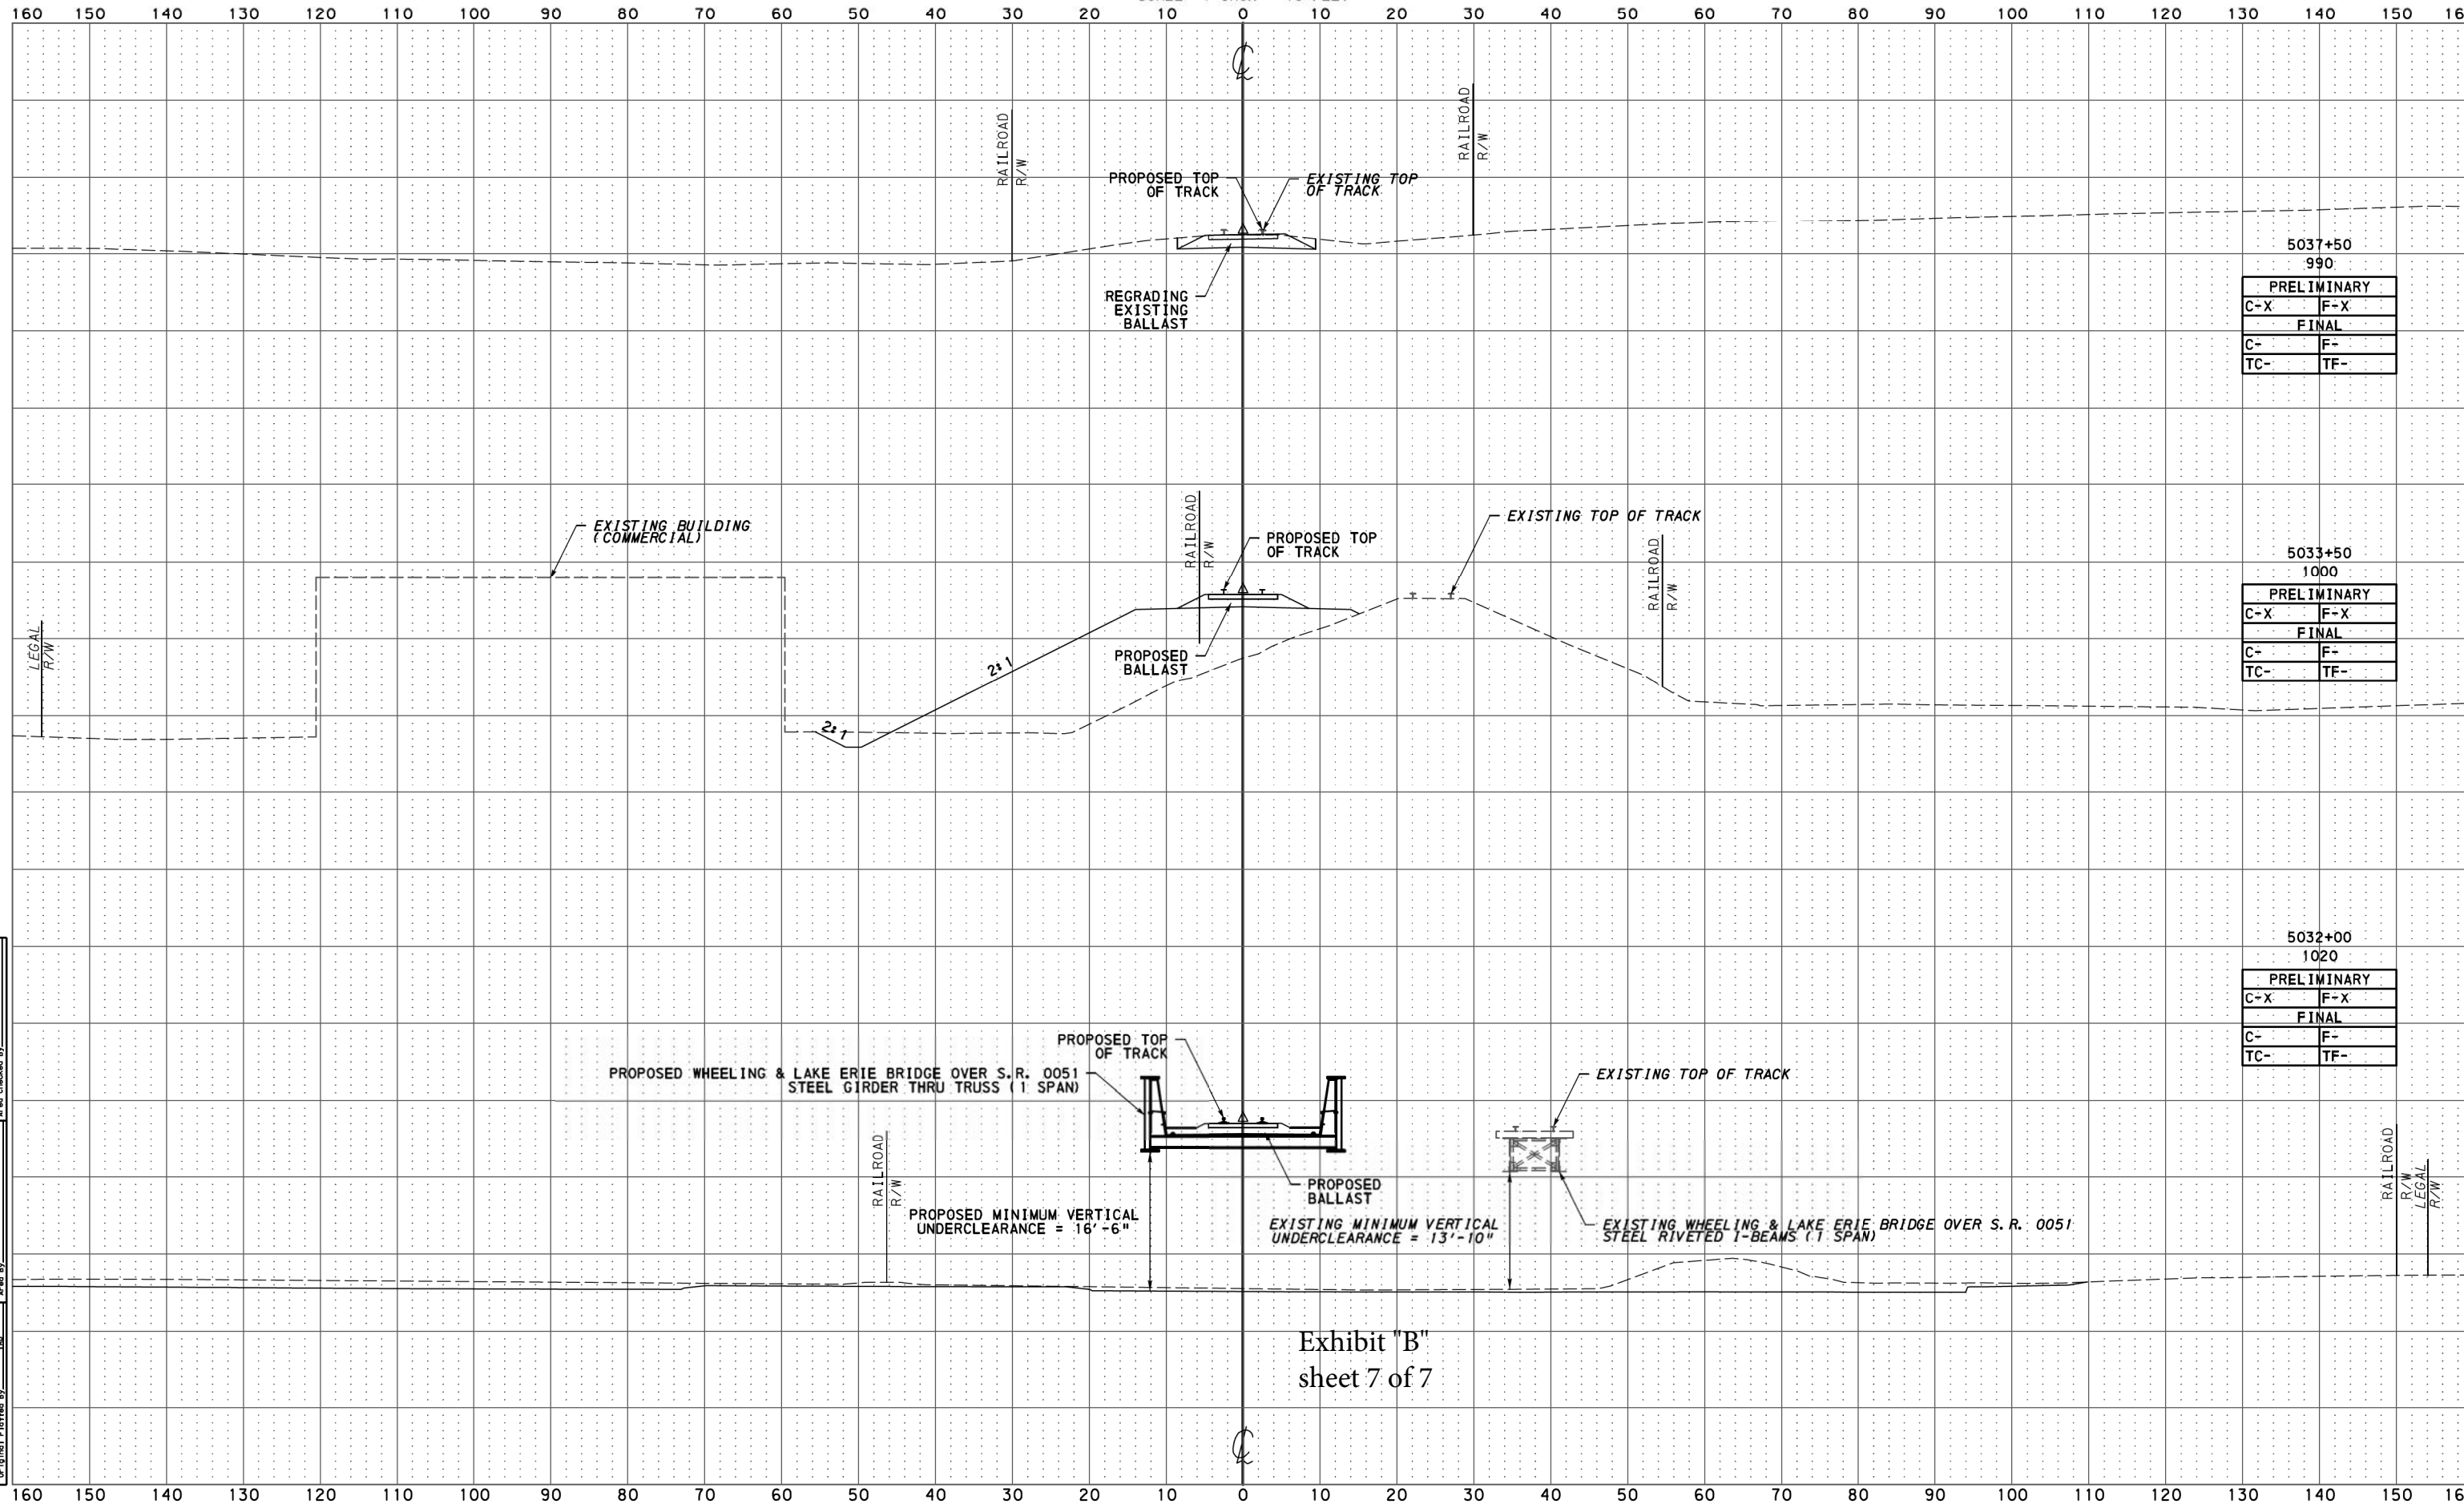 160 150 140 130 120 110 100 90 80 70 60 50 40 30 20 10 0 10 20 30 40 50 60 70 80 90 100 110 120 130 140 150
RAILROAD
R/W
RAILROAD
R/W
PROPOSED TOP
OF TRACK
EXISTING TOP
OF TRACK
REGRADING
EXISTING
BALLAST
5037+50
990
PRELIMINARY
C-X F-X
FINAL
C- F-
TC- TF-
EXISTING BUILDING
(COMMERCIAL)
LEGAL
R/W
RAILROAD
R/W
PROPOSED TOP
OF TRACK
EXISTING TOP OF TRACK
RAILROAD
R/W
PROPOSED
BALLAST
2:1
2:1
5033+50
1000
PRELIMINARY
C-X F-X
FINAL
C- F-
TC- TF-
5032+00
1020
PRELIMINARY
C-X F-X
FINAL
C- F-
TC- TF-
PROPOSED TOP
OF TRACK
PROPOSED WHEELING & LAKE ERIE BRIDGE OVER S.R. 0051
STEEL GIRDER THRU TRUSS (1 SPAN)
EXISTING TOP OF TRACK
RAILROAD
R/W
PROPOSED MINIMUM VERTICAL
UNDERCLEARANCE = 16'-6"
PROPOSED
BALLAST
EXISTING MINIMUM VERTICAL
UNDERCLEARANCE = 13'-10"
EXISTING WHEELING & LAKE ERIE BRIDGE OVER S.R. 0051
STEEL RIVETED I-BEAMS (1 SPAN)
RAILROAD
R/W
LEGAL
R/W
Exhibit "B"
sheet 7 of 7
160 150 140 130 120 110 100 90 80 70 60 50 40 30 20 10 0 10 20 30 40 50 60 70 80 90 100 110 120 130 140 150